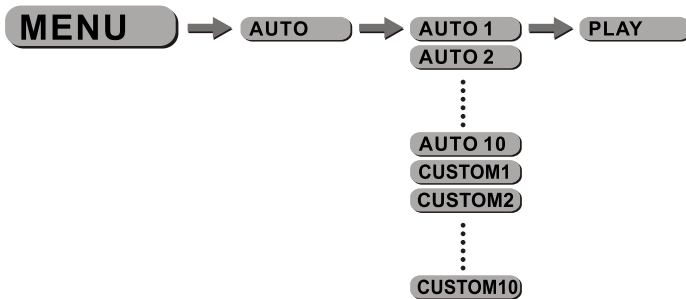 MENU AUTO AUTO 1 PLAY
AUTO 2
AUTO 10
CUSTOM1
CUSTOM2
CUSTOM10